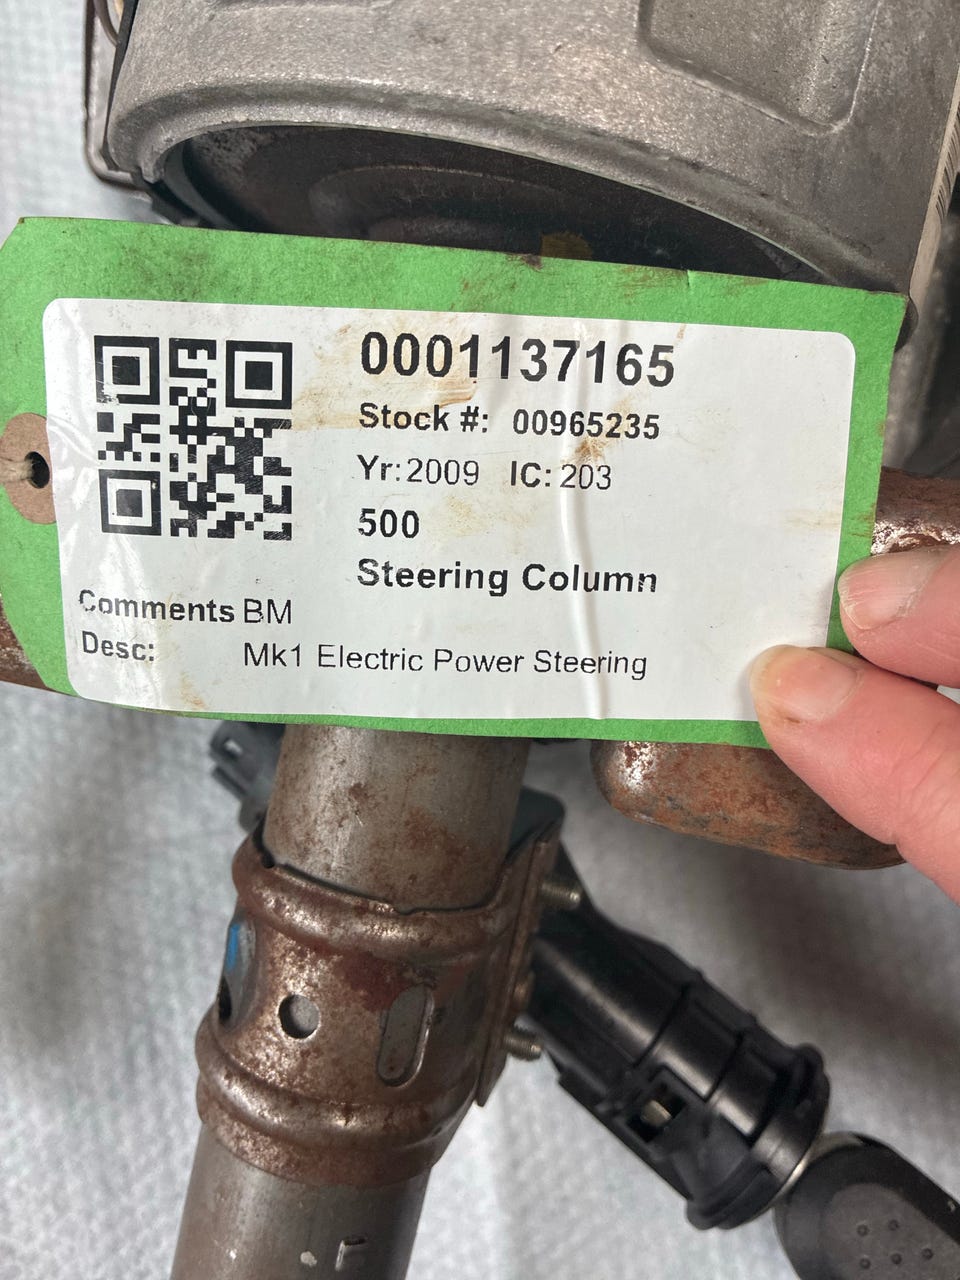 0001137165
Stock #: 00965235
Yr: 2009 IC: 203
500
Steering Column
Comments BM
Desc: Mk1 Electric Power Steering
F